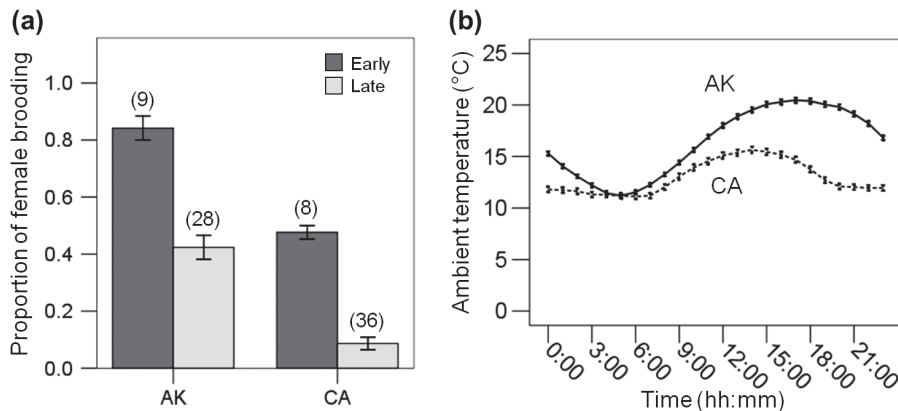 (a)
Proportion of female brooding
1.0
0.8
0.6
0.4
0.2
0.0
(9)
(28)
(8)
(36)
Early
Late
AK
CA
(b)
Ambient temperature (°C)
25
20
15
10
5
0
AK
CA
0:00
3:00
6:00
9:00
12:00
15:00
18:00
21:00
Time (hh:mm)